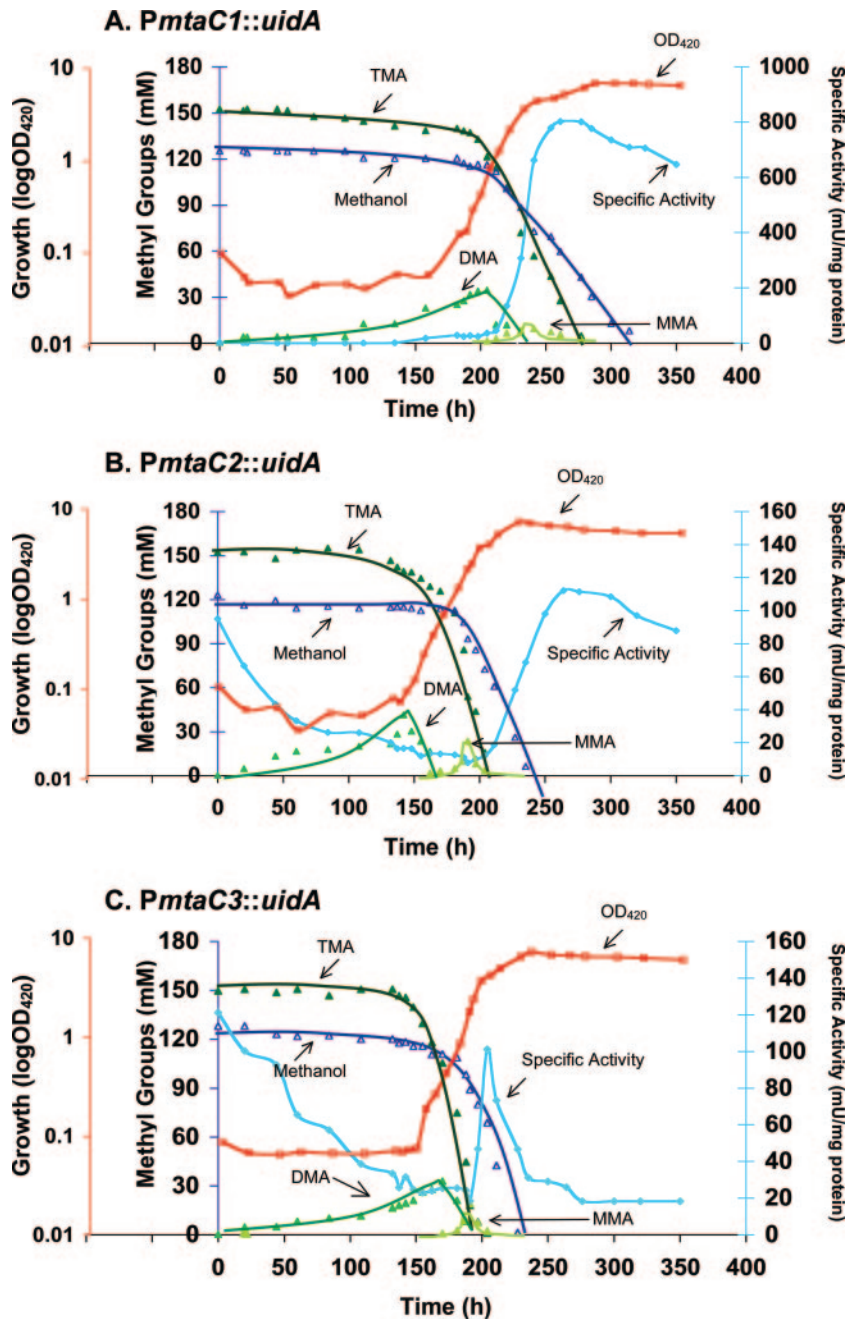 A. PmtaC1::uidA
Growth (logOD420)
10
1
0.1
0.01
Methyl Groups (mM)
180
150
120
90
60
30
0
TMA
OD420
Methanol
Specific Activity
DMA
MMA
1000
800
600
400
200
0
Specific Activity (mU/mg protein)
0 50 100 150 200 250 300 350 400
Time (h)
B. PmtaC2::uidA
Growth (logOD420)
10
1
0.1
0.01
Methyl Groups (mM)
180
150
120
90
60
30
0
TMA
OD420
Methanol
Specific Activity
DMA
MMA
160
140
120
100
80
60
40
20
0
Specific Activity (mU/mg protein)
0 50 100 150 200 250 300 350 400
Time (h)
C. PmtaC3::uidA
Growth (logOD420)
10
1
0.1
0.01
Methyl Groups (mM)
180
150
120
90
60
30
0
TMA
OD420
Methanol
Specific Activity
DMA
MMA
160
140
120
100
80
60
40
20
0
Specific Activity (mU/mg protein)
0 50 100 150 200 250 300 350 400
Time (h)